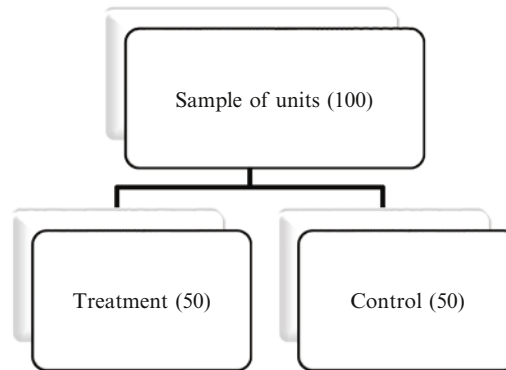 Sample of units (100)
Treatment (50)
Control (50)